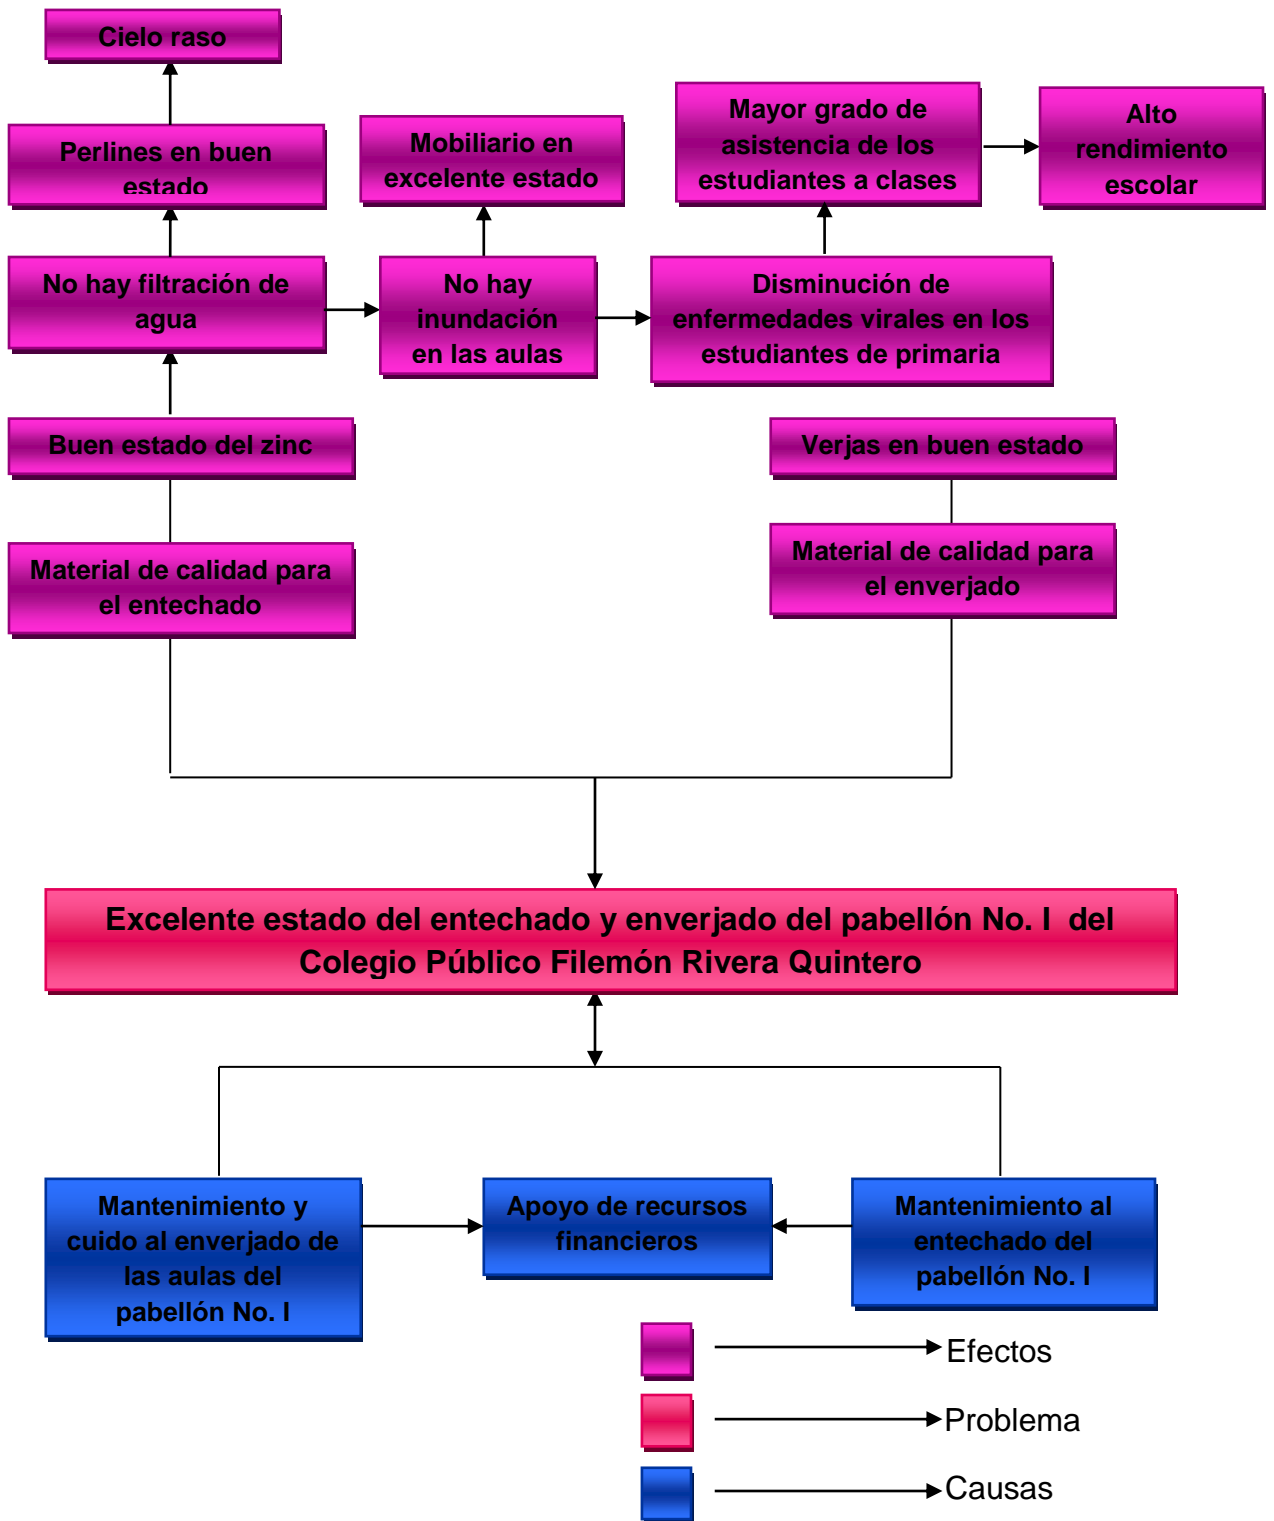 Cielo raso
Perlines en buen
estado
Mobiliario en
excelente estado
Mayor grado de
asistencia de los
estudiantes a clases
Alto
rendimiento
escolar
No hay filtración de
agua
No hay
inundación
en las aulas
Disminución de
enfermedades virales en los
estudiantes de primaria
Buen estado del zinc
Verjas en buen estado
Material de calidad para
el entechado
Material de calidad para
el enverjado
Excelente estado del entechado y enverjado del pabellón No. I del
Colegio Público Filemón Rivera Quintero
Mantenimiento y
cuido al enverjado de
las aulas del
pabellón No. I
Apoyo de recursos
financieros
Mantenimiento al
entechado del
pabellón No. I
Efectos
Problema
Causas